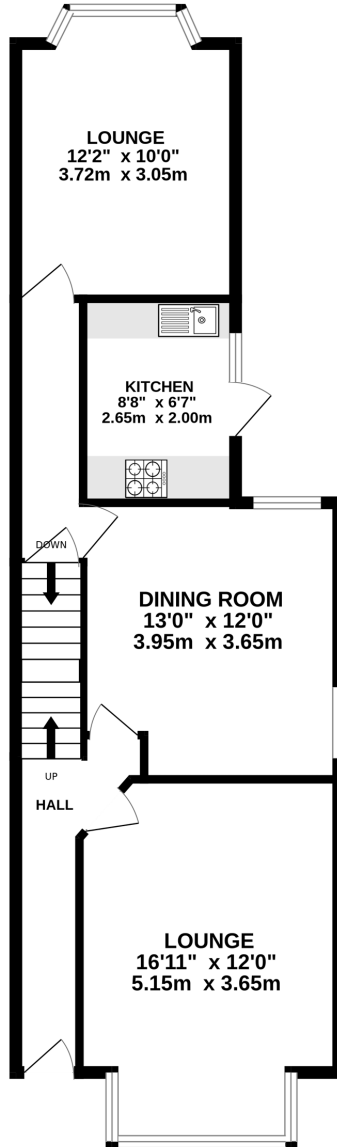 LOUNGE
12'2" x 10'0"
3.72m x 3.05m
KITCHEN
8'8" x 6'7"
2.65m x 2.00m
DOWN
DINING ROOM
13'0" x 12'0"
3.95m x 3.65m
UP
HALL
LOUNGE
16'11" x 12'0"
5.15m x 3.65m